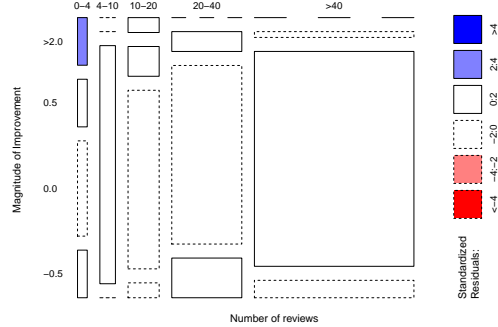 0−4 4−10 10−20 20−40 >40
>2.0
0.5
0.0
−0.5
Magnitude of Improvement
Number of reviews
>4
2:4
0:2
−2:0
−4:−2
<−4
Standardized
Residuals: